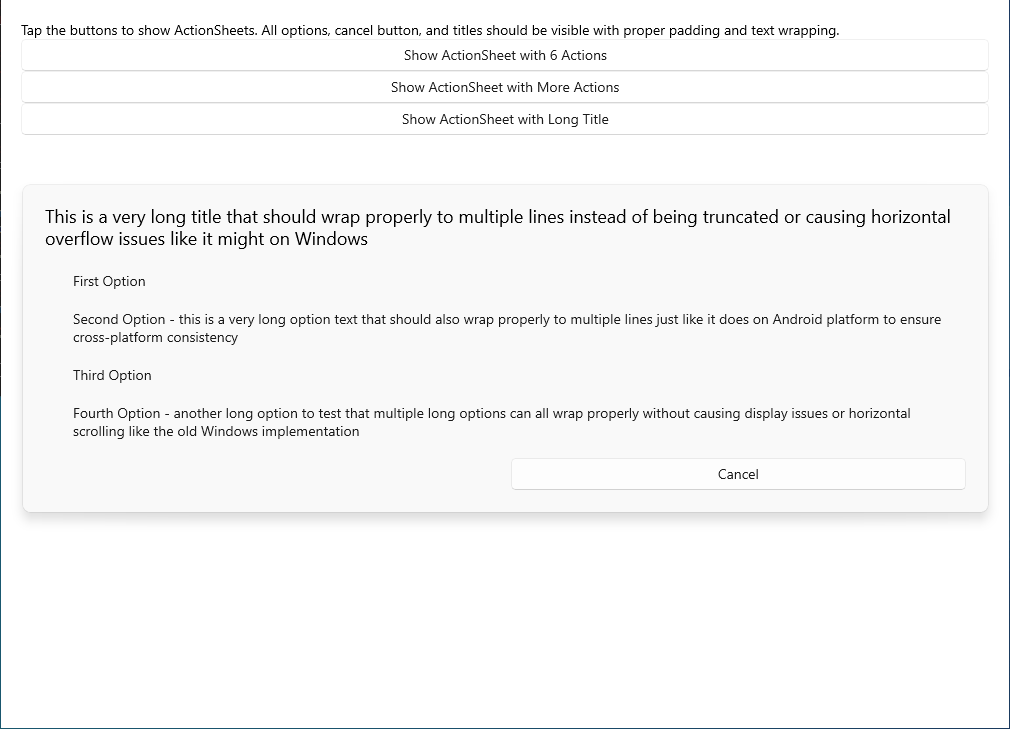 Tap the buttons to show ActionSheets. All options, cancel button, and titles should be visible with proper padding and text wrapping.
Show ActionSheet with 6 Actions
Show ActionSheet with More Actions
Show ActionSheet with Long Title
This is a very long title that should wrap properly to multiple lines instead of being truncated or causing horizontal
overflow issues like it might on Windows
First Option
Second Option - this is a very long option text that should also wrap properly to multiple lines just like it does on Android platform to ensure
cross-platform consistency
Third Option
Fourth Option - another long option to test that multiple long options can all wrap properly without causing display issues or horizontal
scrolling like the old Windows implementation
Cancel